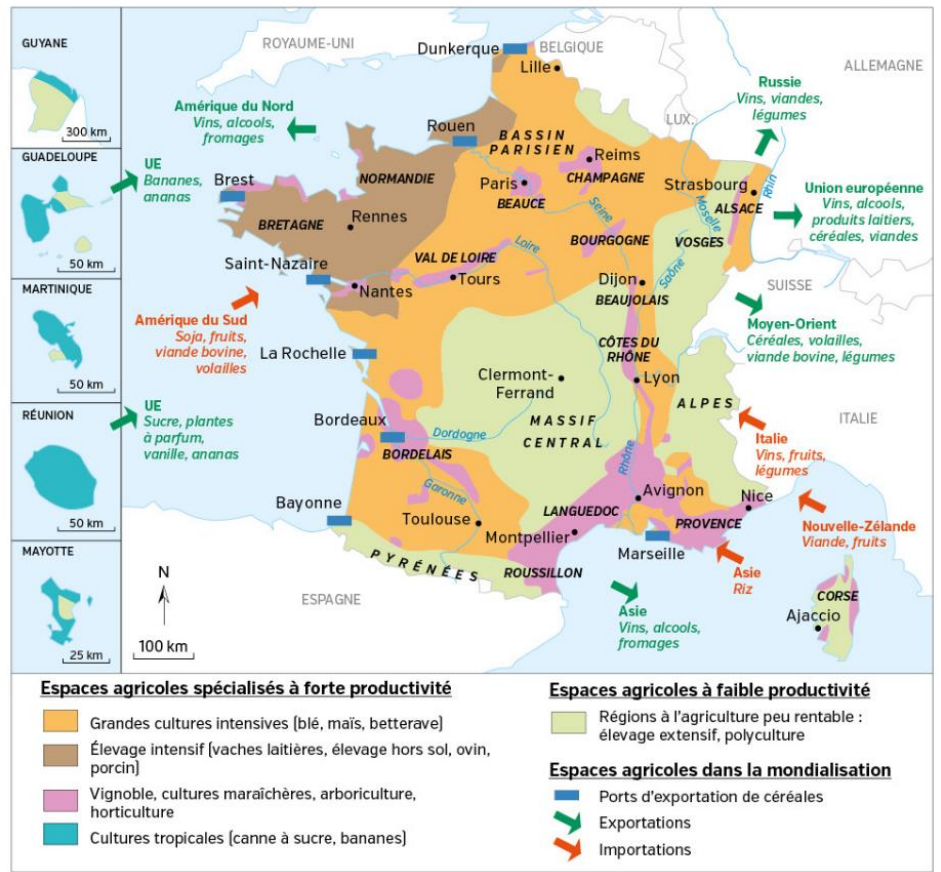 GUYANE
300 km
GUADELOUPE
50 km
MARTINIQUE
50 km
RÉUNION
50 km
MAYOTTE
25 km
ROYAUME-UNI
BELGIQUE
ALLEMAGNE
LUX.
SUISSE
ITALIE
ESPAGNE
Dunkerque
Lille
Amérique du Nord
Vins, alcools,
fromages
Russie
Vins, viandes,
légumes
Rouen
BASSIN
PARISIEN
Reims
CHAMPAGNE
UE
Bananes,
ananas
Brest
NORMANDIE
Paris
BEAUCE
Seine
Strasbourg
Rhin
ALSACE
Moselle
VOSGES
Union européenne
Vins, alcools,
produits laitiers,
céréales, viandes
BRETAGNE
Rennes
BOURGOGNE
Loire
VAL DE LOIRE
Tours
Saint-Nazaire
Nantes
Dijon
Saône
BEAUJOLAIS
Amérique du Sud
Soja, fruits,
viande bovine,
volailles
Moyen-Orient
Céréales, volailles,
viande bovine, légumes
La Rochelle
CÔTES DU
RHÔNE
Clermont-
Ferrand
Lyon
ALPES
MASSIF
CENTRAL
UE
Sucre, plantes
à parfum,
vanille, ananas
Bordeaux
Dordogne
BORDELAIS
Rhône
Italie
Vins, fruits,
légumes
Garonne
Avignon
Nice
Bayonne
Toulouse
LANGUEDOC
Montpellier
PROVENCE
Marseille
Nouvelle-Zélande
Viande, fruits
PYRÉNÉES
ROUSSILLON
Asie
Riz
Asie
Vins, alcools,
fromages
CORSE
Ajaccio
N
100 km
Espaces agricoles spécialisés à forte productivité
Grandes cultures intensives (blé, maïs, betterave)
Élevage intensif (vaches laitières, élevage hors sol, ovin,
porcin)
Vignoble, cultures maraîchères, arboriculture,
horticulture
Cultures tropicales (canne à sucre, bananes)
Espaces agricoles à faible productivité
Régions à l'agriculture peu rentable :
élevage extensif, polyculture
Espaces agricoles dans la mondialisation
Ports d'exportation de céréales
Exportations
Importations